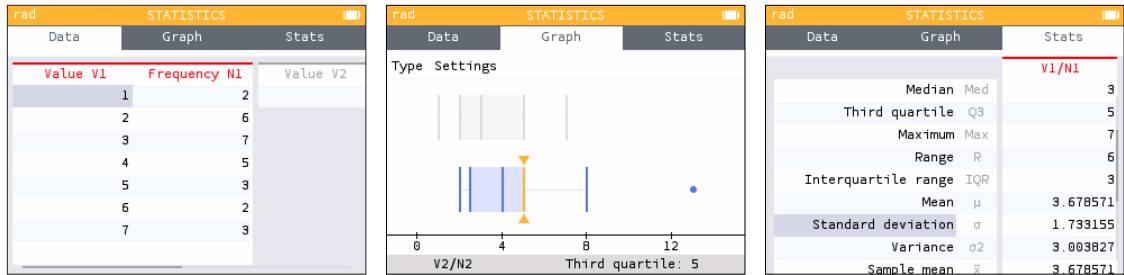 rad STATISTICS
Data Graph Stats
Value V1 Frequency N1 Value V2
1 2
2 6
3 7
4 5
5 3
6 2
7 3
rad STATISTICS
Data Graph Stats
Type Settings
0 4 8 12
V2/N2 Third quartile: 5
rad STATISTICS
Data Graph Stats
V1/N1
Median Med 3
Third quartile Q3 5
Maximum Max 7
Range R 6
Interquartile range IQR 3
Mean μ 3.678571
Standard deviation σ 1.733155
Variance σ2 3.003827
Sample mean x̅ 3.678571